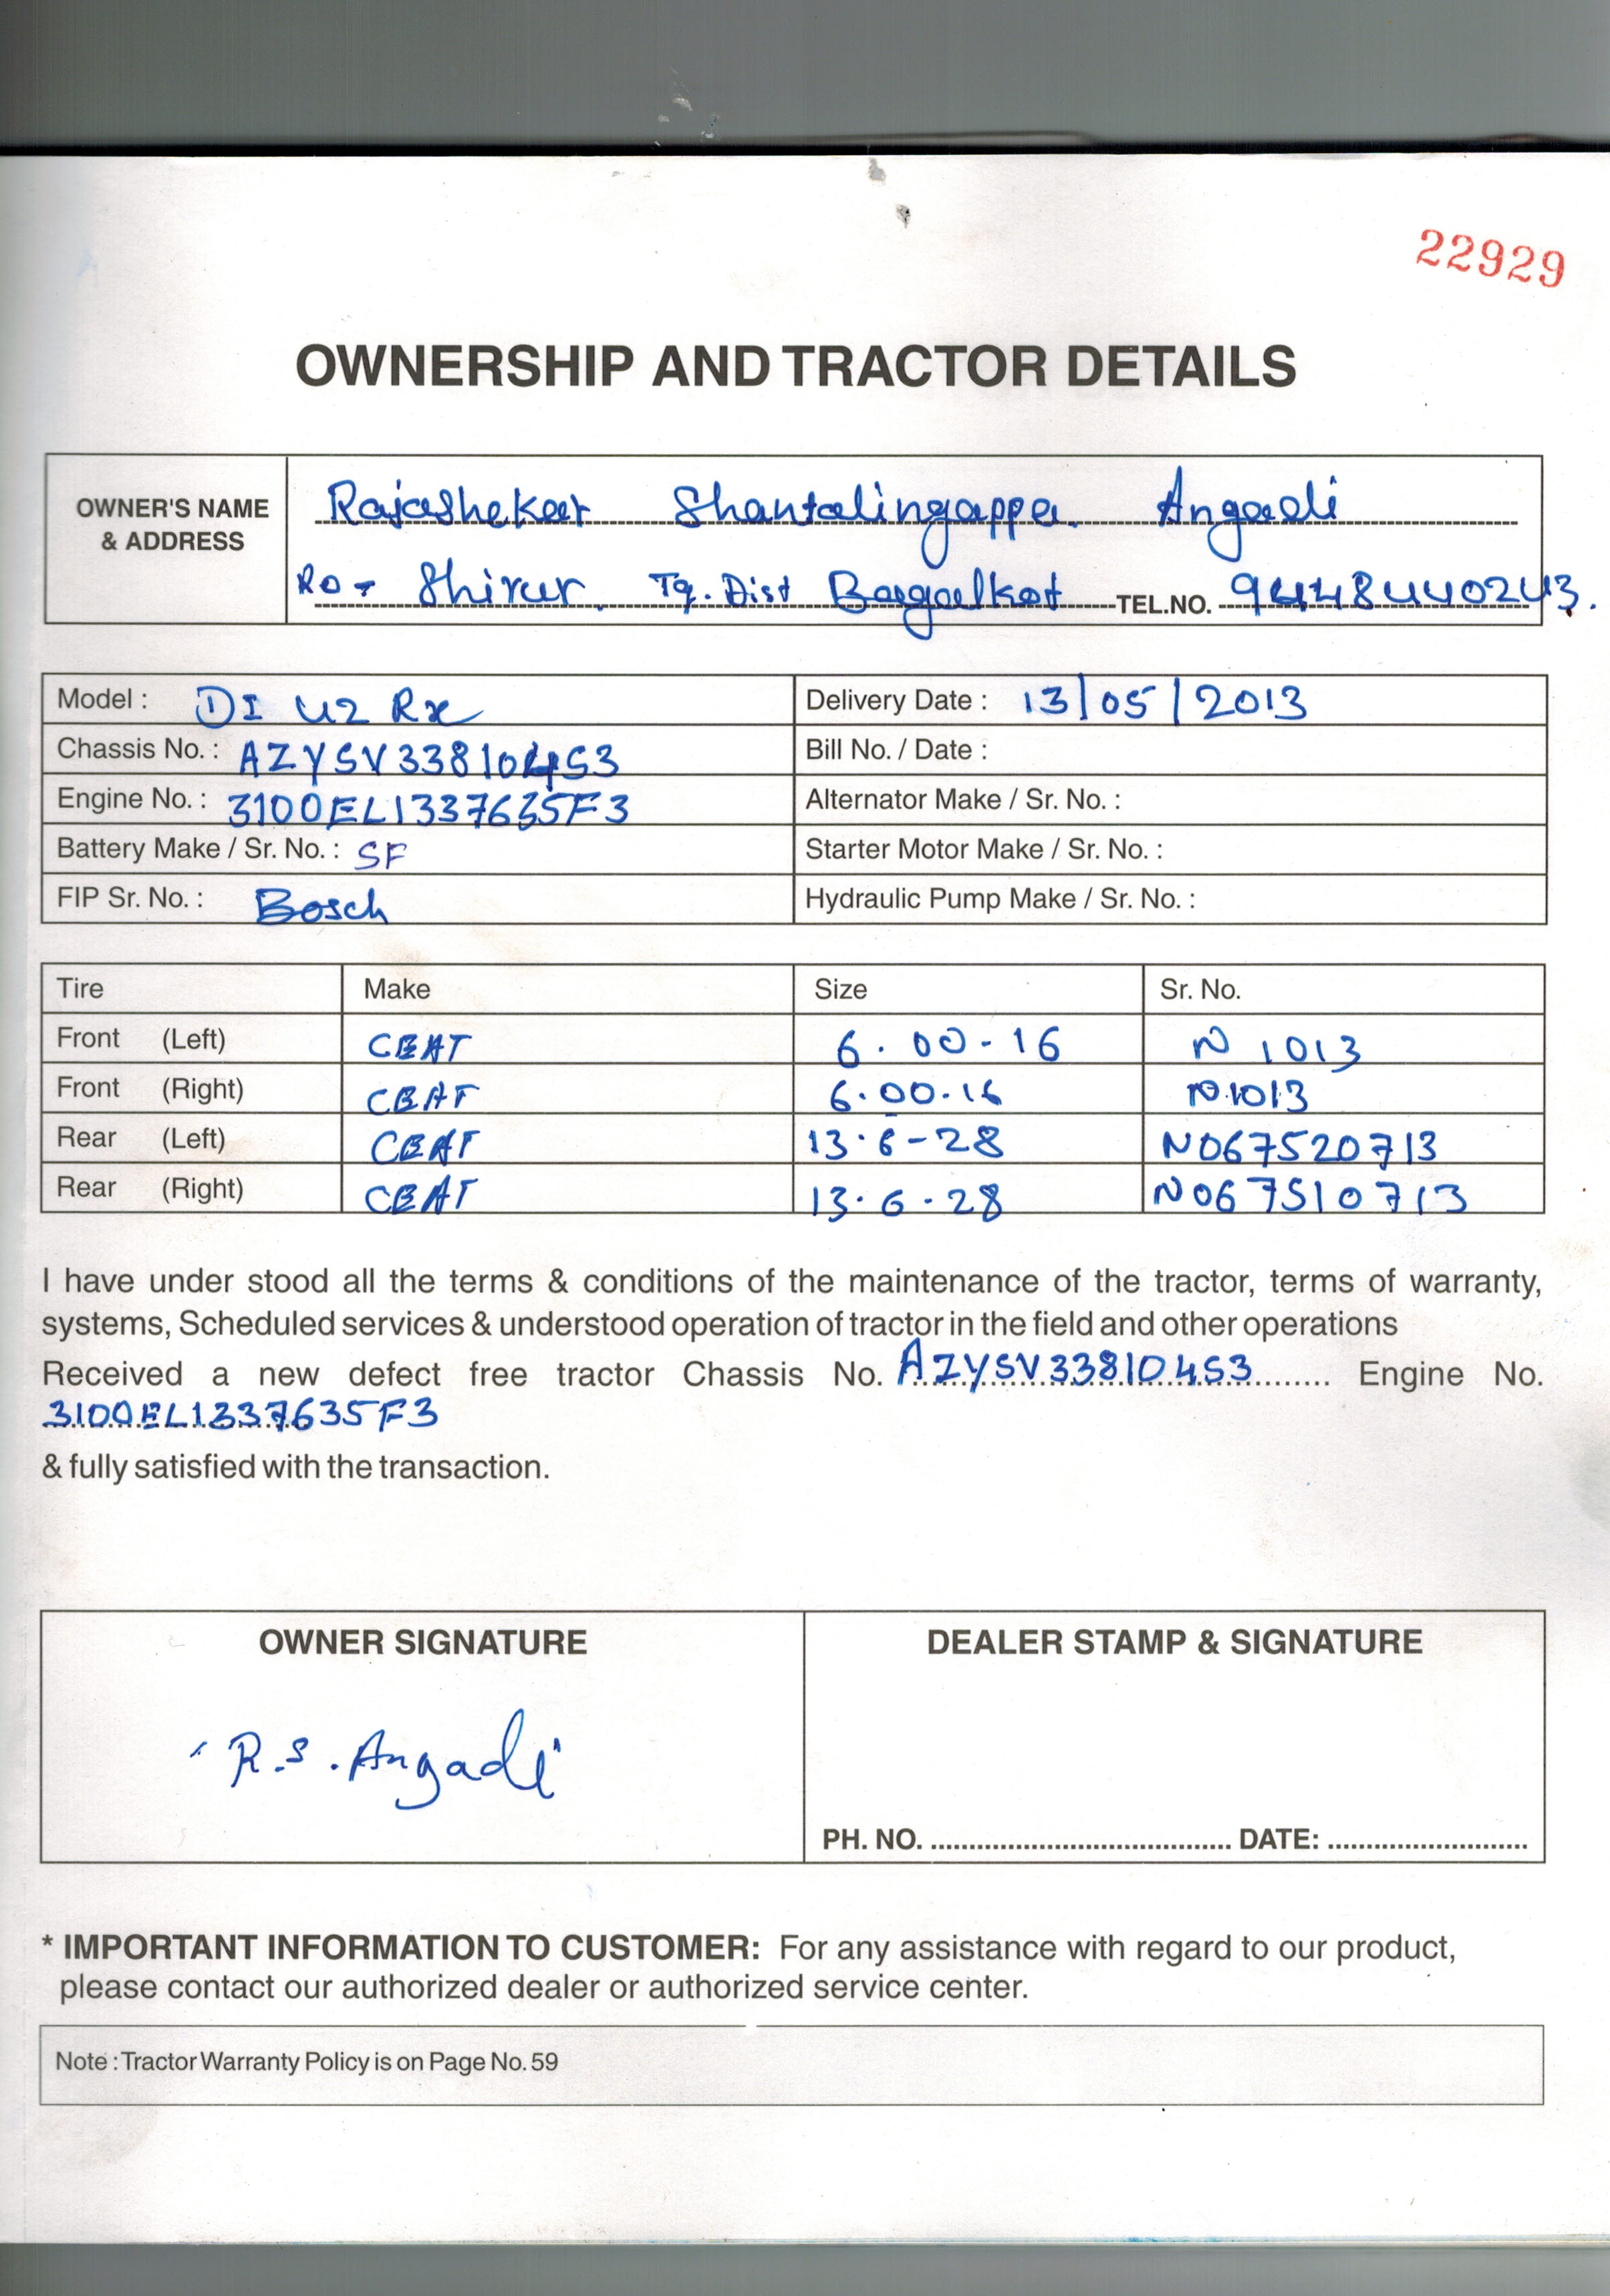 22929
OWNERSHIP AND TRACTOR DETAILS
OWNER'S NAME & ADDRESS
Rajashekar Shantalingappa. Angadi
Ro- Shirur. Tq. Dist Bagalkot TEL.NO. 9448440243.
Model : DI 42 Rx Delivery Date : 13/05/2013
Chassis No. : AZYSV338104S3 Bill No. / Date :
Engine No. : 3100EL1337635F3 Alternator Make / Sr. No. :
Battery Make / Sr. No. : SF Starter Motor Make / Sr. No. :
FIP Sr. No. : Bosch Hydraulic Pump Make / Sr. No. :
Tire Make Size Sr. No.
Front (Left) CEAT 6.00-16 N 1013
Front (Right) CEAT 6.00.16 N1013
Rear (Left) CEAT 13.6-28 N067520713
Rear (Right) CEAT 13.6.28 N067510713
I have under stood all the terms & conditions of the maintenance of the tractor, terms of warranty,
systems, Scheduled services & understood operation of tractor in the field and other operations
Received a new defect free tractor Chassis No. AZYSV338104S3 Engine No.
3100EL1337635F3
& fully satisfied with the transaction.
OWNER SIGNATURE DEALER STAMP & SIGNATURE
R.S. Angadi
PH. NO. DATE:
* IMPORTANT INFORMATION TO CUSTOMER: For any assistance with regard to our product,
please contact our authorized dealer or authorized service center.
Note : Tractor Warranty Policy is on Page No. 59